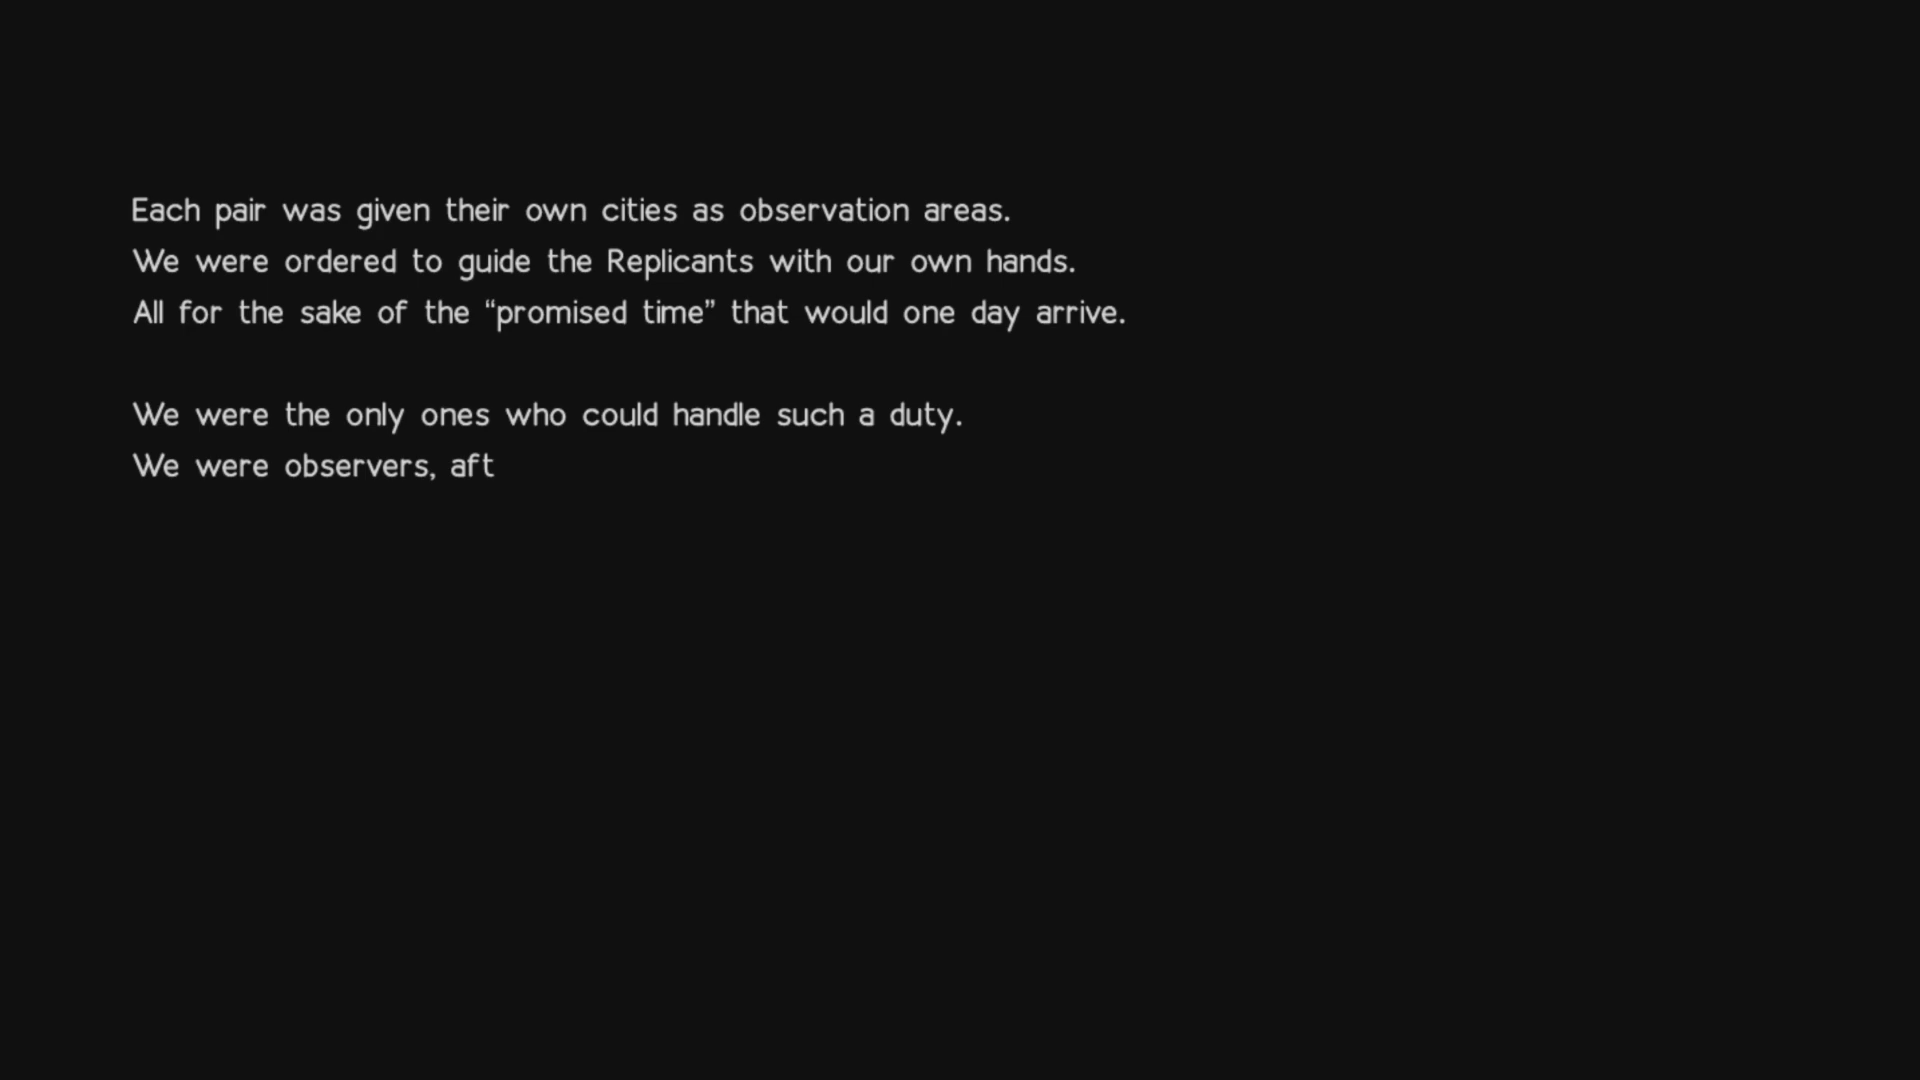 Each pair was given their own cities as observation areas.
We were ordered to guide the Replicants with our own hands.
All for the sake of the “promised time” that would one day arrive.
We were the only ones who could handle such a duty.
We were observers, aft